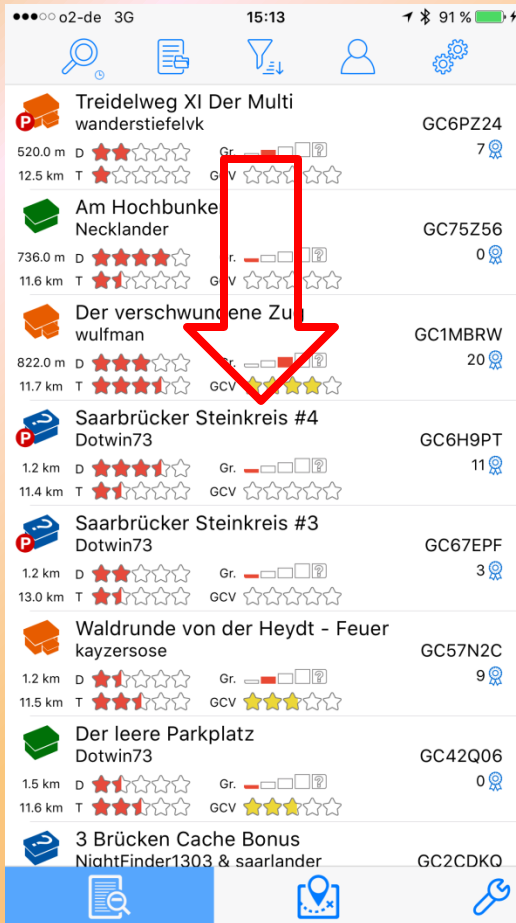 o2-de 3G 15:13 91 %
Treidelweg XI Der Multi
wanderstiefelvk GC6PZ24
520.0 m D Gr. ? 7
12.5 km T GCV
P
Am Hochbunke
Necklander GC75Z56
736.0 m D r. ? 0
11.6 km T GCV
Der verschwundene Zug
wulfman GC1MBRW
822.0 m D Gr. ? 20
11.7 km T GCV
Saarbrücker Steinkreis #4
? Dotwin73 GC6H9PT
P
1.2 km D Gr. ? 11
11.4 km T GCV
Saarbrücker Steinkreis #3
? Dotwin73 GC67EPF
P
1.2 km D Gr. ? 3
13.0 km T GCV
Waldrunde von der Heydt - Feuer
kayzersose GC57N2C
1.2 km D Gr. ? 9
11.5 km T GCV
Der leere Parkplatz
Dotwin73 GC42Q06
1.5 km D Gr. ? 0
11.6 km T GCV
3 Brücken Cache Bonus
? NightFinder1303 & saarlander GC2CDKQ